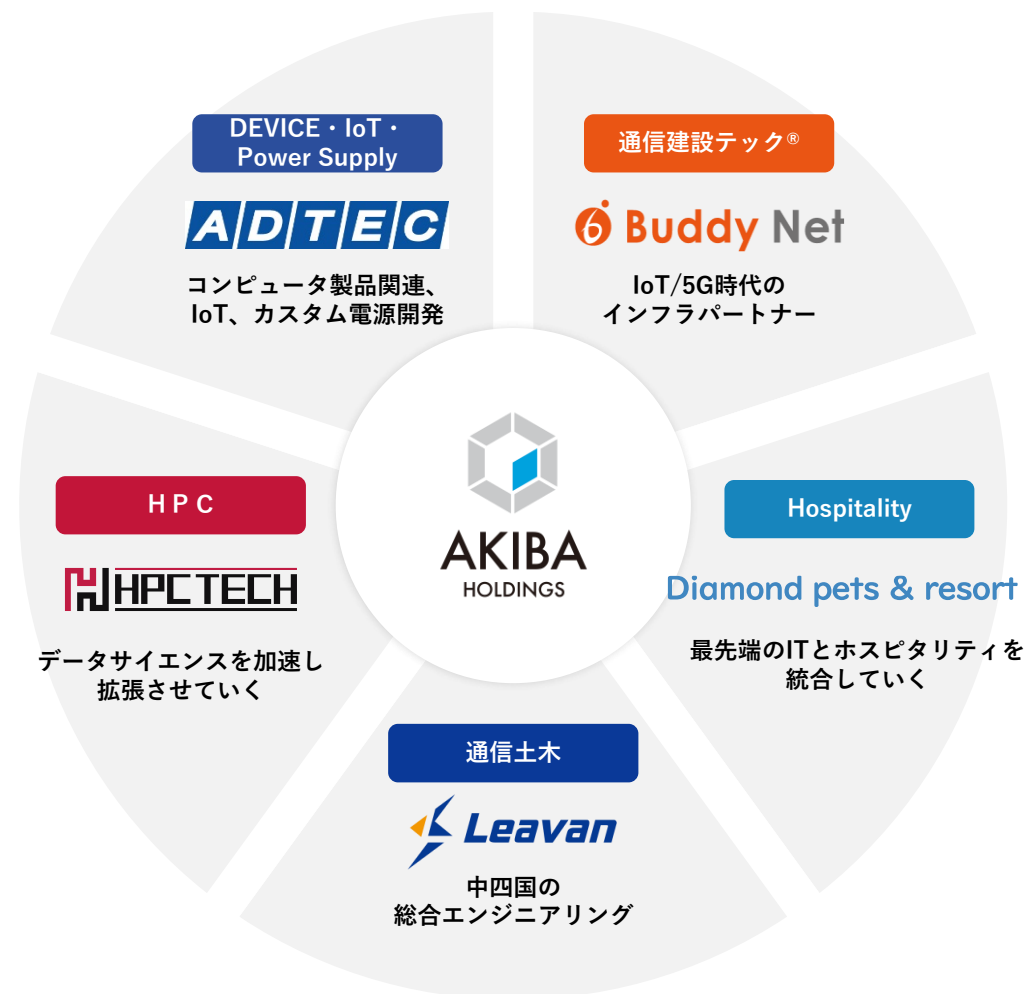 DEVICE・IoT・
Power Supply
ADTEC
コンピュータ製品関連、
IoT、カスタム電源開発
通信建設テック®
Buddy Net
IoT/5G時代の
インフラパートナー
HPC
HPCTECH
データサイエンスを加速し
拡張させていく
AKIBA
HOLDINGS
Hospitality
Diamond pets & resort
最先端のITとホスピタリティを
統合していく
通信土木
Leavan
中四国の
総合エンジニアリング